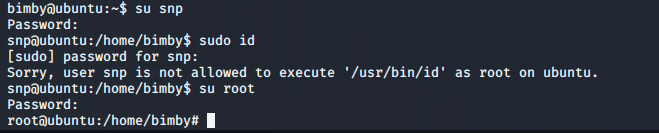 bimby@ubuntu:~$ su snp
Password:
snp@ubuntu:/home/bimby$ sudo id
[sudo] password for snp:
Sorry, user snp is not allowed to execute '/usr/bin/id' as root on ubuntu.
snp@ubuntu:/home/bimby$ su root
Password:
root@ubuntu:/home/bimby#